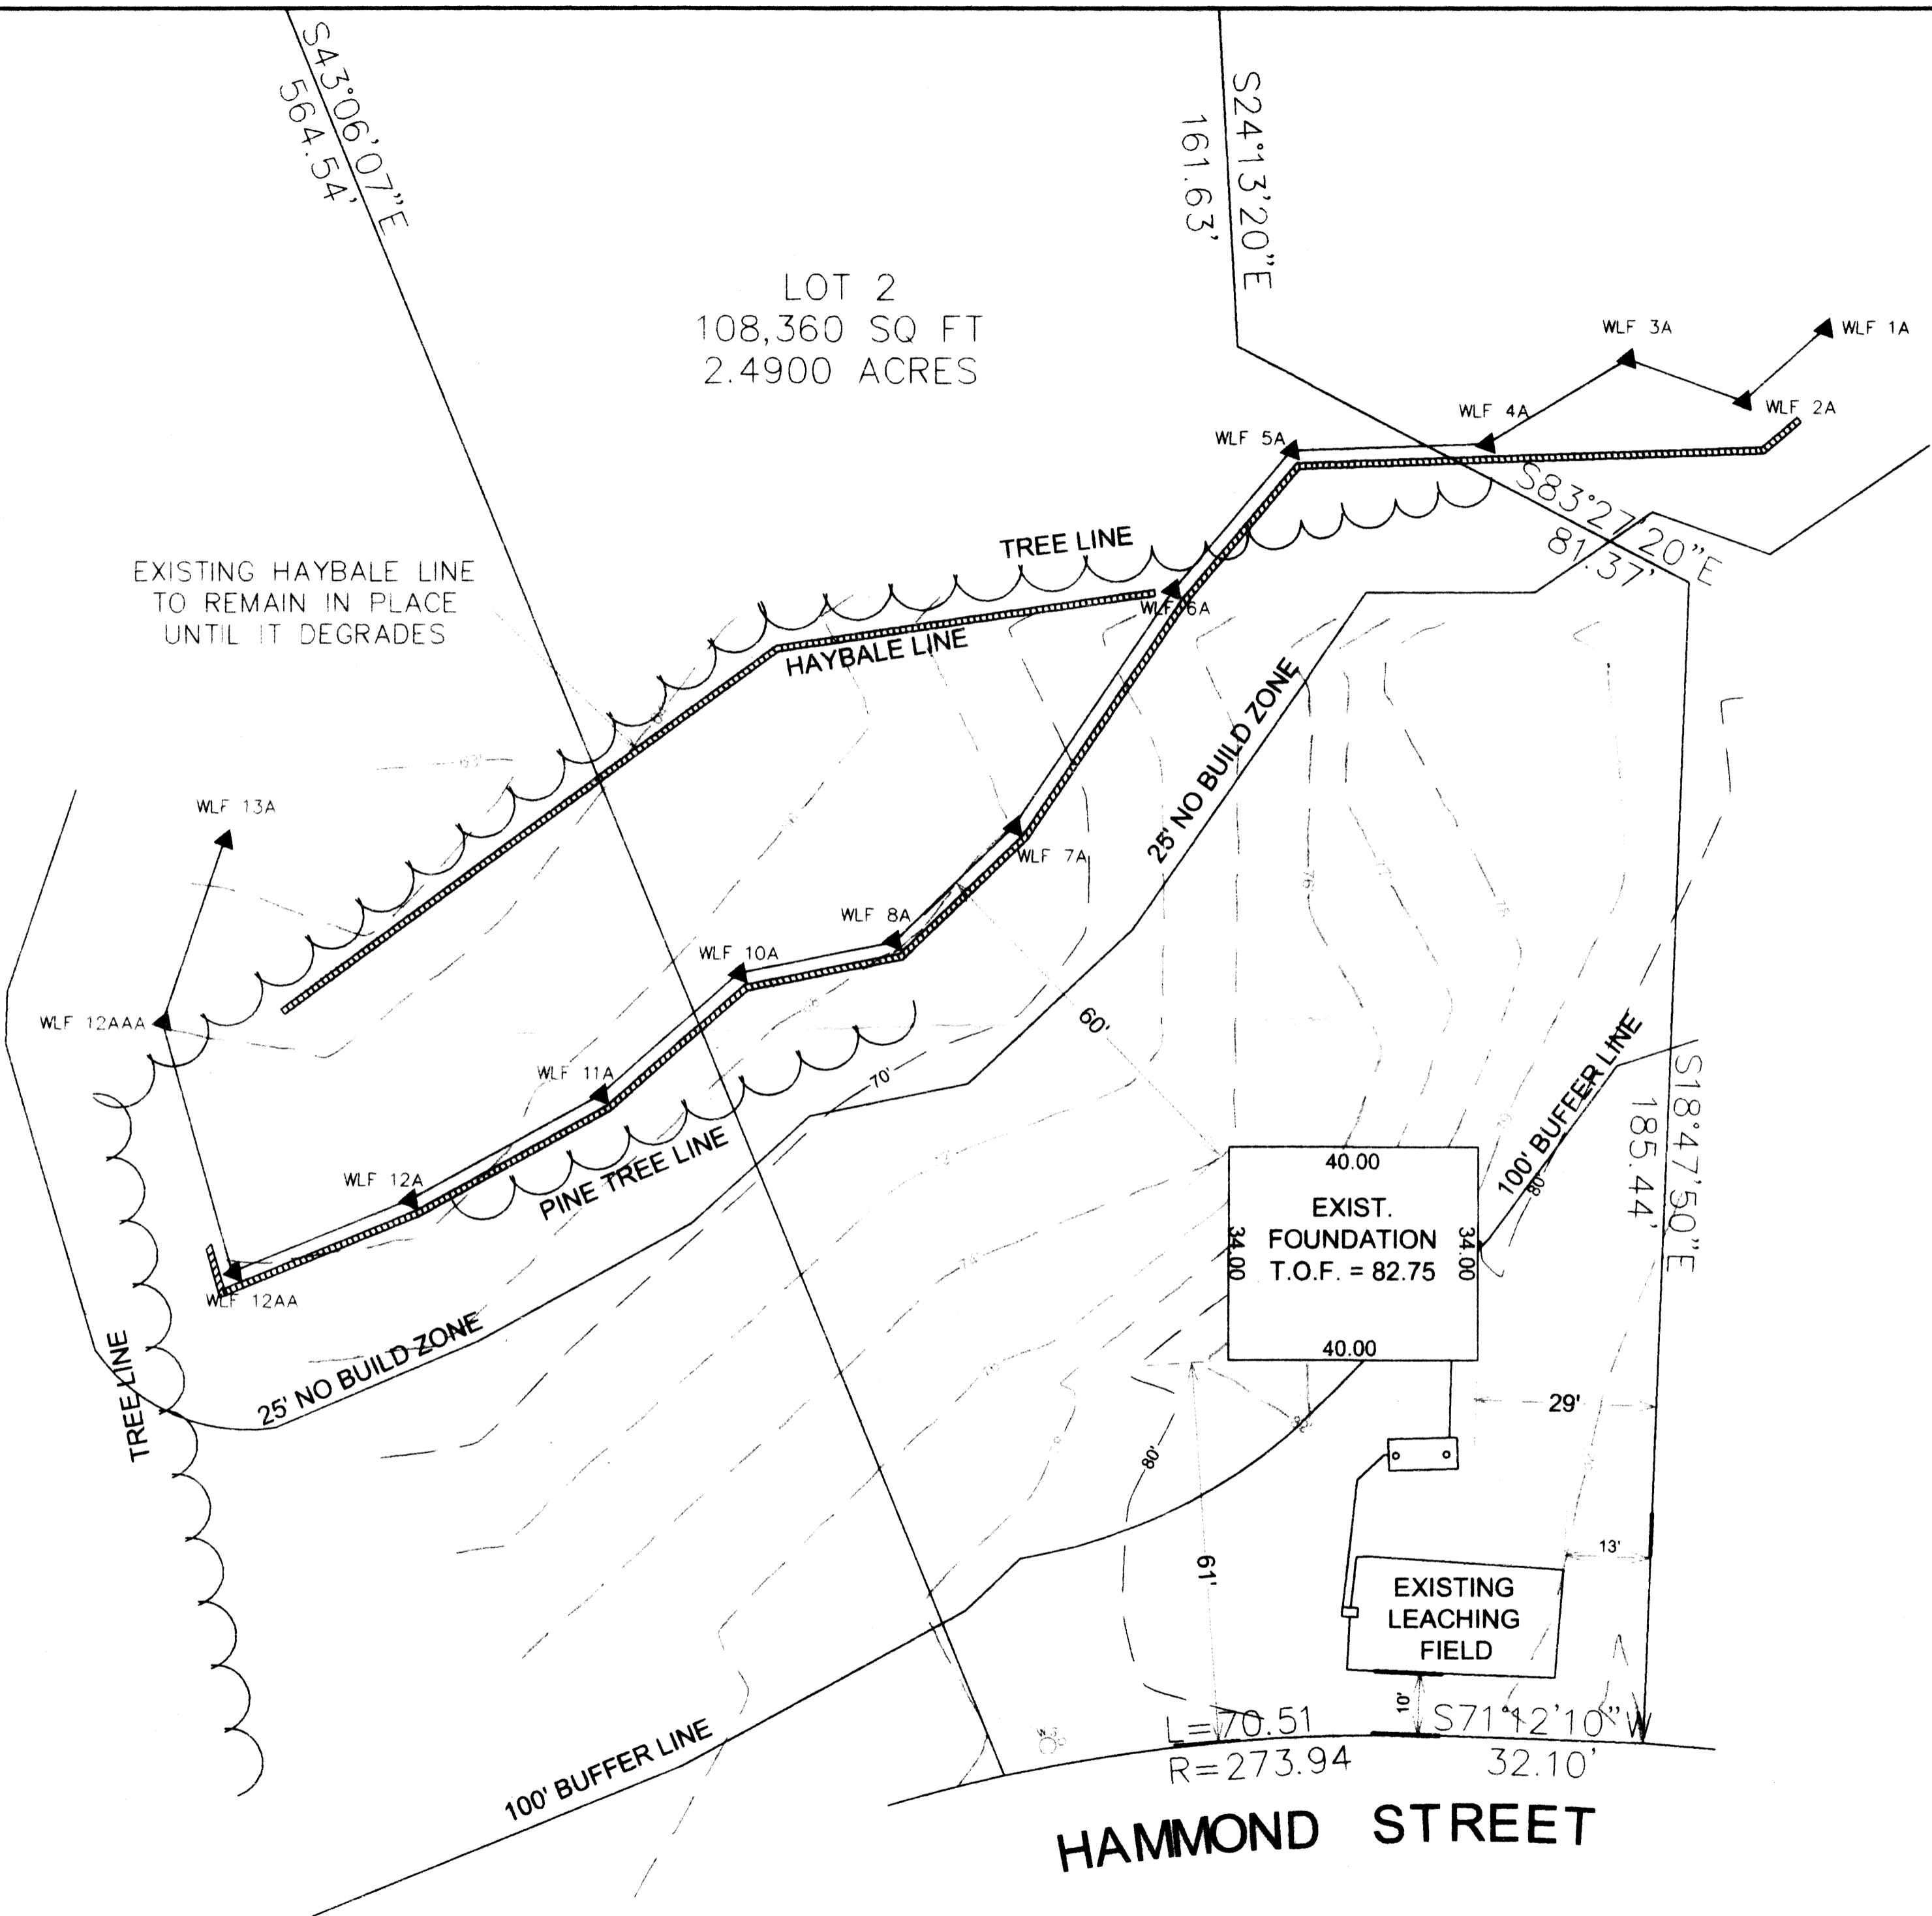 S43°06'07"E
564.54'
S24°13'20"E
161.63'
LOT 2
108,360 SQ FT
2.4900 ACRES
WLF 3A
WLF 1A
WLF 4A
WLF 2A
WLF 5A
S83°27'20"E
81.37'
TREE LINE
EXISTING HAYBALE LINE
TO REMAIN IN PLACE
UNTIL IT DEGRADES
WLF 6A
HAYBALE LINE
25' NO BUILD ZONE
63'
WLF 13A
WLF 7A
76
WLF 8A
WLF 10A
WLF 12AAA
60'
WLF 11A
70'
100' BUFFER LINE
80'
S18°47'50"E
185.44'
PINE TREE LINE
WLF 12A
40.00
EXIST.
FOUNDATION
T.O.F. = 82.75
34.00
34.00
40.00
WLF 12AA
25' NO BUILD ZONE
TREE LINE
29'
80'
61'
13'
EXISTING
LEACHING
FIELD
10'
L=70.51
R=273.94
S71°12'10"W
32.10'
100' BUFFER LINE
HAMMOND STREET